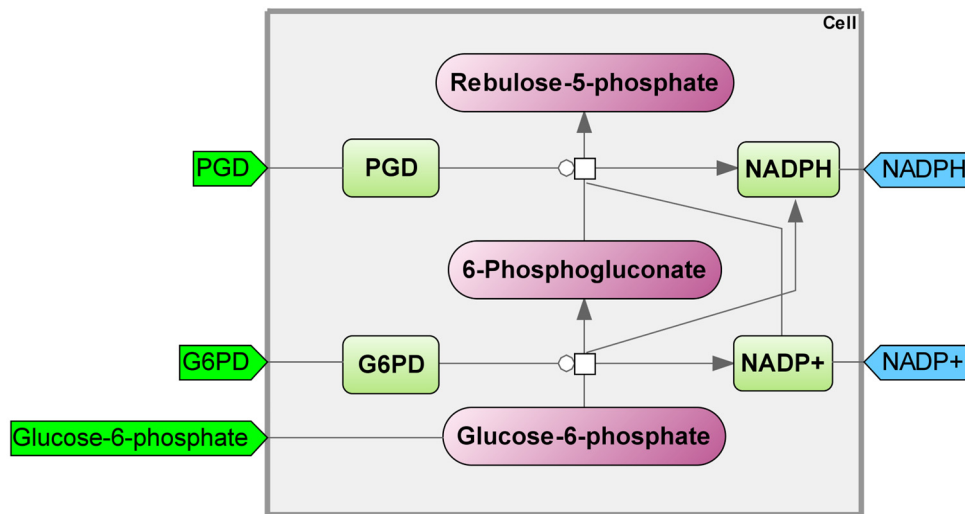 Cell
Rebulose-5-phosphate
PGD
PGD
NADPH
NADPH
6-Phosphogluconate
G6PD
G6PD
NADP+
NADP+
Glucose-6-phosphate
Glucose-6-phosphate